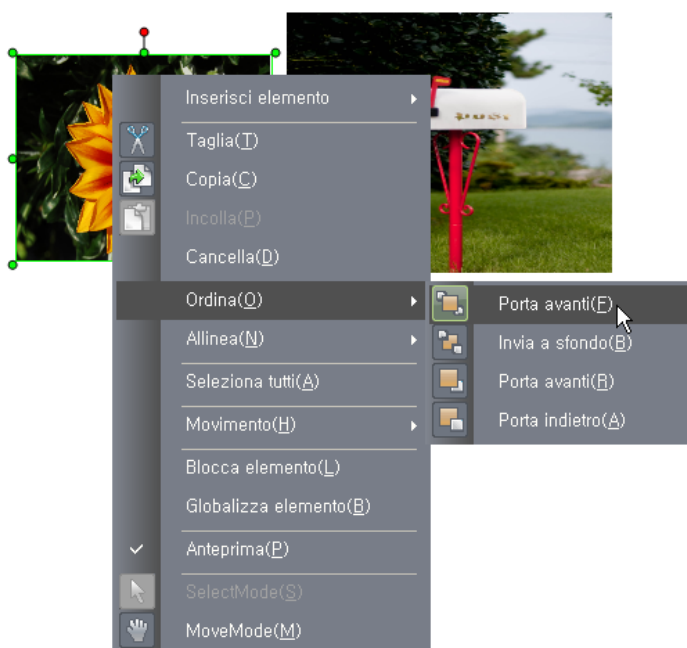 post
Inserisci elemento
Taglia(T)
Copia(C)
Incolla(P)
Cancella(D)
Ordina(O)
Allinea(N)
Seleziona tutti(A)
Movimento(H)
Blocca elemento(L)
Globalizza elemento(B)
Anteprima(P)
SelectMode(S)
MoveMode(M)
Porta avanti(F)
Invia a sfondo(B)
Porta avanti(R)
Porta indietro(A)